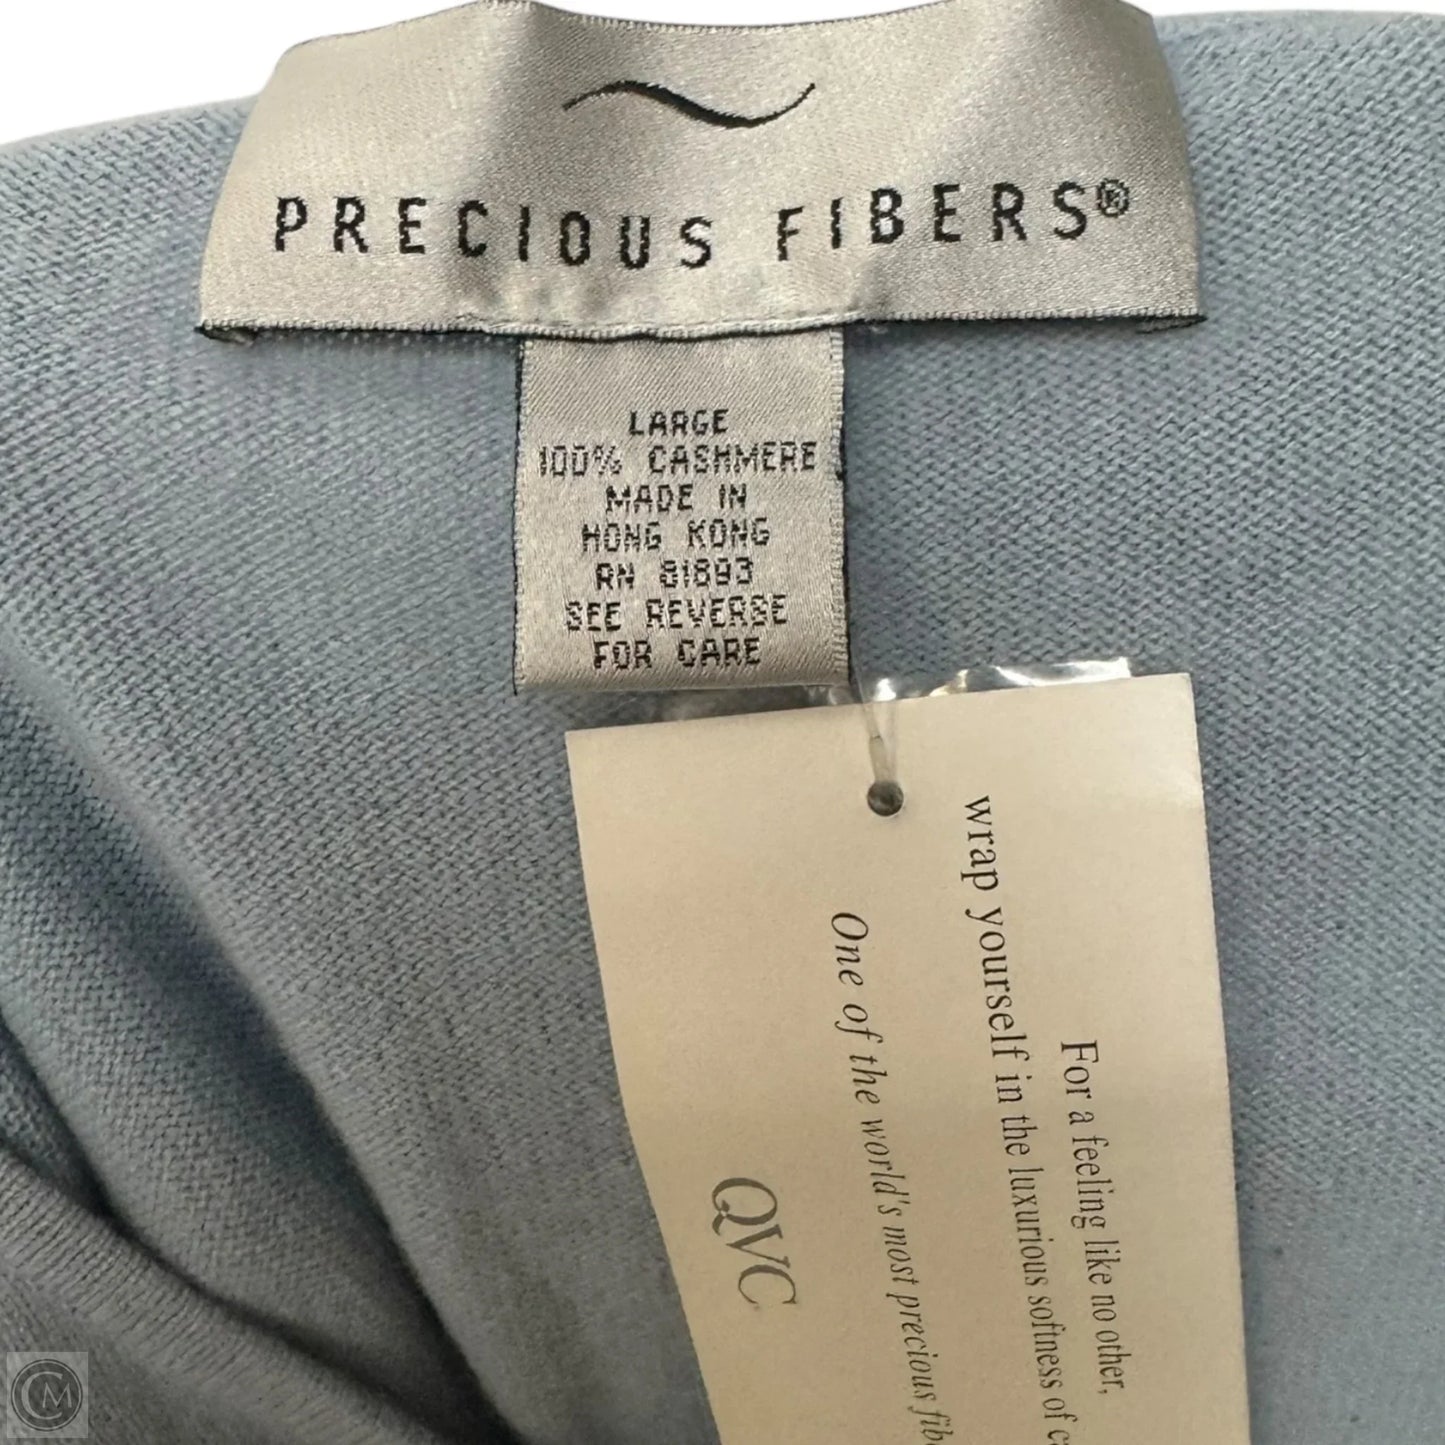 PRECIOUS FIBERS®
LARGE
100% CASHMERE
MADE IN
HONG KONG
RN 81893
SEE REVERSE
FOR CARE
For a feeling like no other,
wrap yourself in the luxurious softness of
One of the world's most precious
QVC
CM